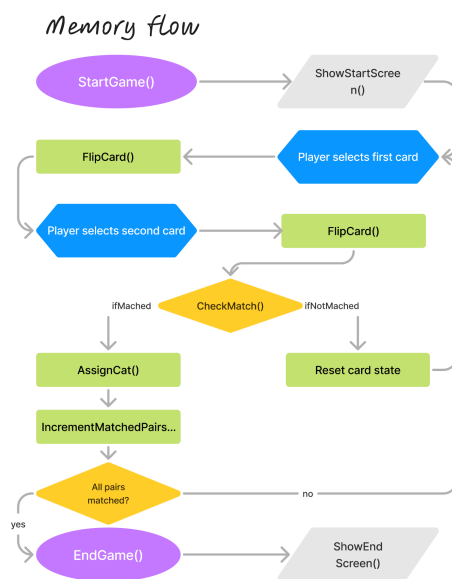 Memory flow
StartGame()
ShowStartScree
n()
FlipCard()
Player selects first card
Player selects second card
FlipCard()
ifMached
CheckMatch()
ifNotMached
AssignCat()
Reset card state
IncrementMatchedPairs...
All pairs
matched?
no
yes
EndGame()
ShowEnd
Screen()